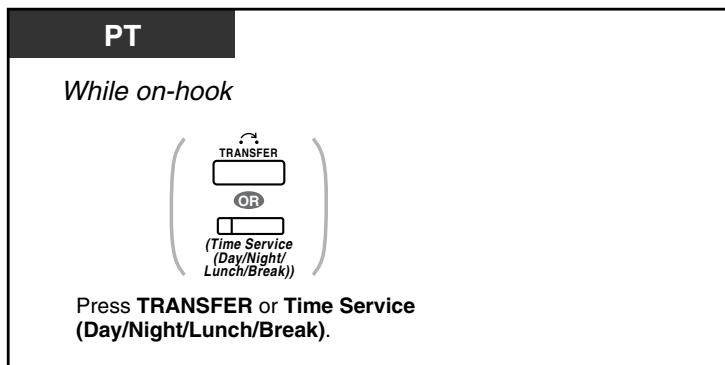 PT
While on-hook
TRANSFER
OR
(Time Service
(Day/Night/
Lunch/Break))
Press TRANSFER or Time Service
(Day/Night/Lunch/Break).